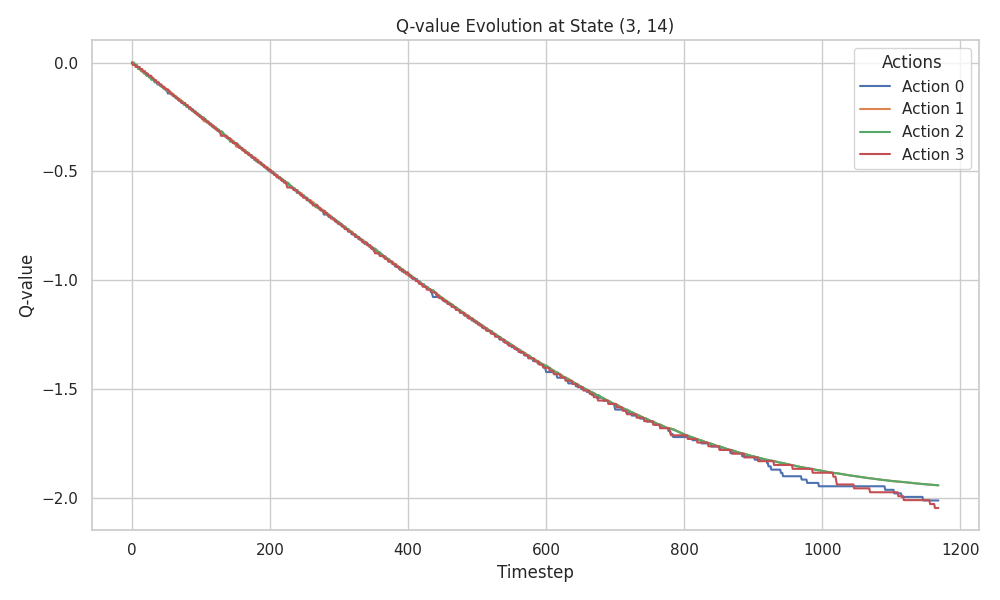 Q-value Evolution at State (3, 14)
Actions
Action 0
Action 1
Action 2
Action 3
Q-value
0.0
−0.5
−1.0
−1.5
−2.0
0 200 400 600 800 1000 1200
Timestep